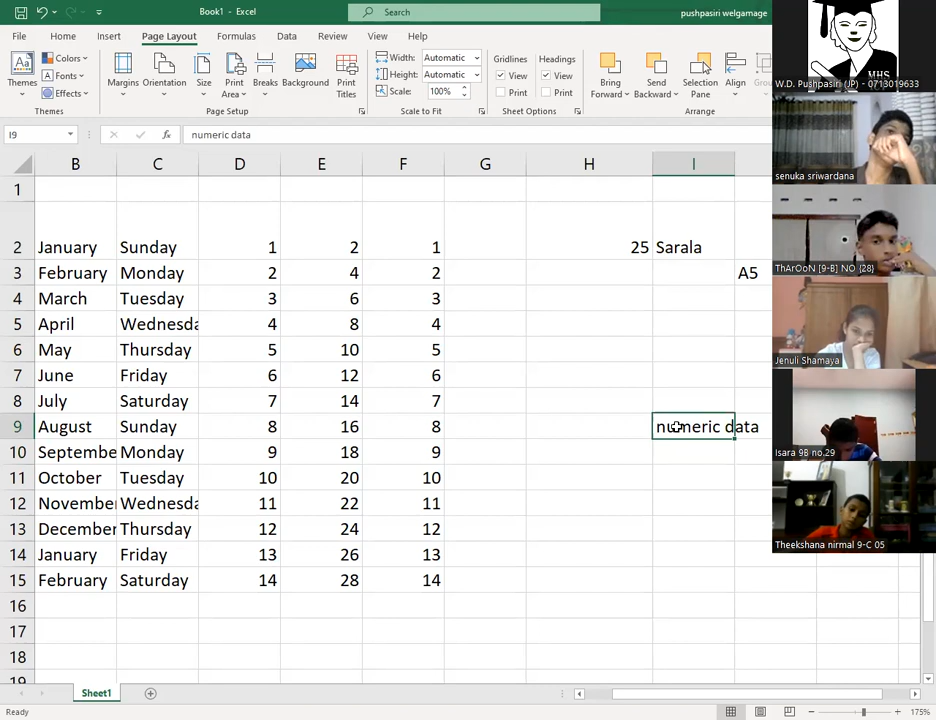 Book1 - Excel
Search
pushpasiri welgamage
File Home Insert Page Layout Formulas Data Review View Help
Themes
Colors
Fonts
Effects
Themes
Margins Orientation Size Print Area Breaks Background Print Titles
Page Setup
Width: Automatic
Height: Automatic
Scale: 100%
Scale to Fit
Gridlines Headings
View View
Print Print
Sheet Options
Bring Forward Send Backward Selection Pane Align
Arrange
I9 fx numeric data
B C D E F G H I
1
2 January Sunday 1 2 1 25 Sarala
3 February Monday 2 4 2 A5
4 March Tuesday 3 6 3
5 April Wednesda 4 8 4
6 May Thursday 5 10 5
7 June Friday 6 12 6
8 July Saturday 7 14 7
9 August Sunday 8 16 8 numeric data
10 Septembe Monday 9 18 9
11 October Tuesday 10 20 10
12 November Wednesda 11 22 11
13 December Thursday 12 24 12
14 January Friday 13 26 13
15 February Saturday 14 28 14
16
17
18
19
Sheet1
Ready
175%
MHS
W.D. Pushpasiri (JP) - 0713019633
senuka sriwardana
ThArOoN [9-B] NO (28)
Jenuli Shamaya
Isara 9B no.29
Theekshana nirmal 9-C 05